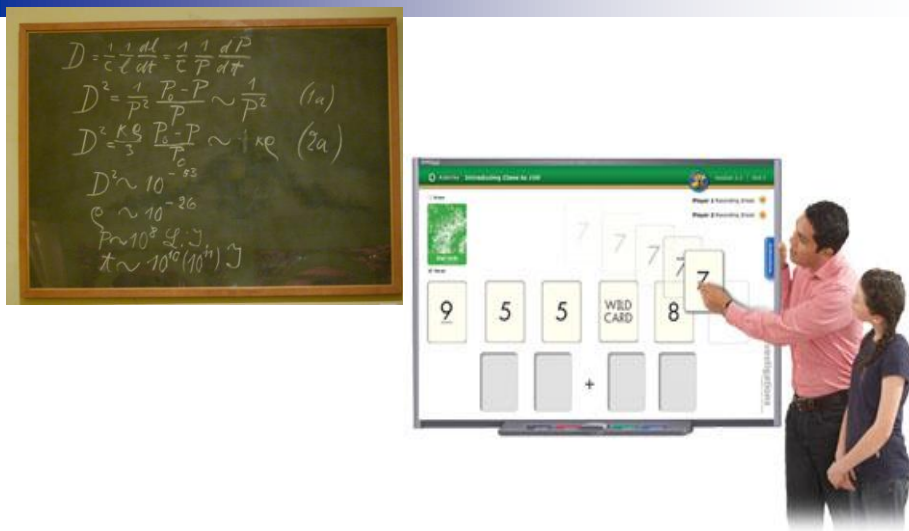 D = 1/c 1/l dl/dt = 1/c 1/P dP/dt
D² = 1/P² P₀-P/P ~ 1/P² (1a)
D² = κϱ/3 P₀-P/P₀ ~ κϱ (2a)
D² ~ 10⁻⁵³
ϱ ~ 10⁻²⁶
P ~ 10⁸ L.J.
t ~ 10¹⁰(10¹¹) J
Introducing Close to 100
Player 1 Recording Sheet
Player 2 Recording Sheet
7 7 7 7 7
9 5 5 WILD CARD 8
+